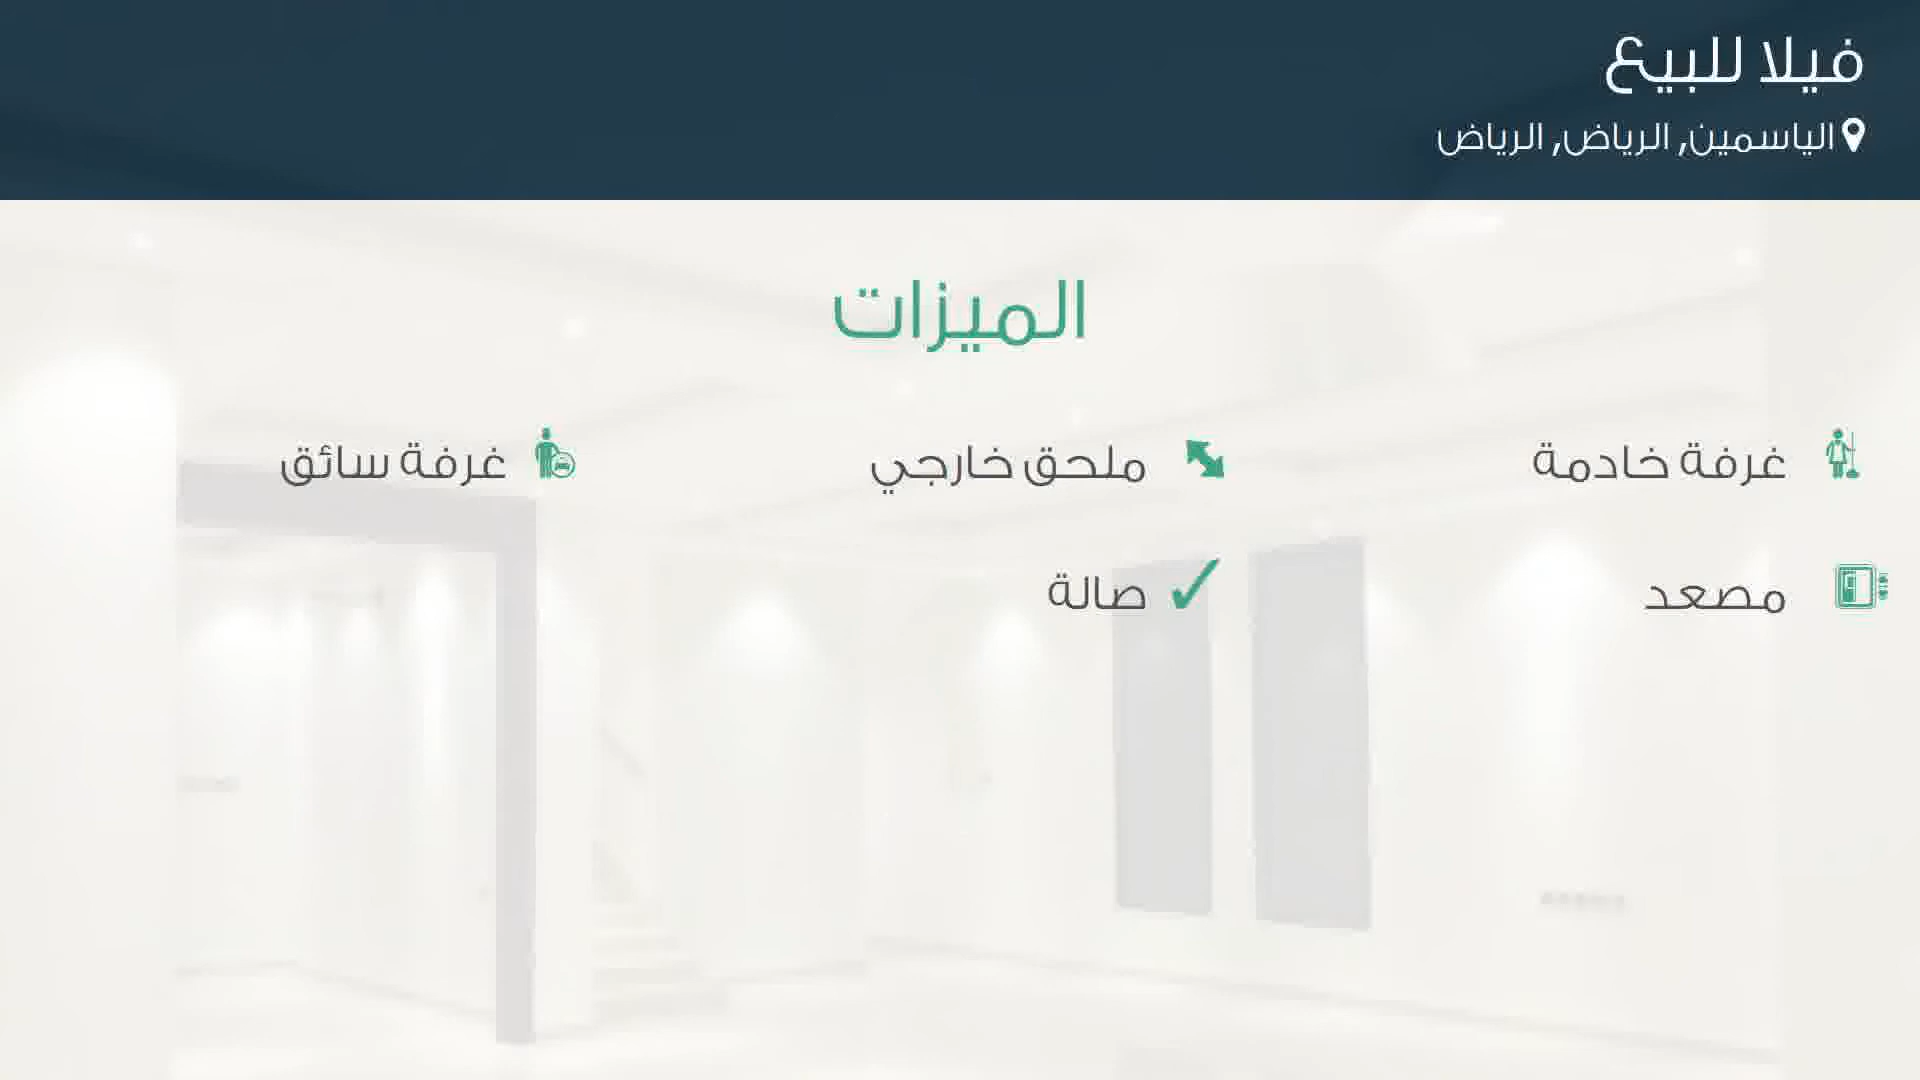 فيلا للبيع
الياسمين, الرياض, الرياض
الميزات
غرفة خادمة ملحق خارجي غرفة سائق
مصعد صالة